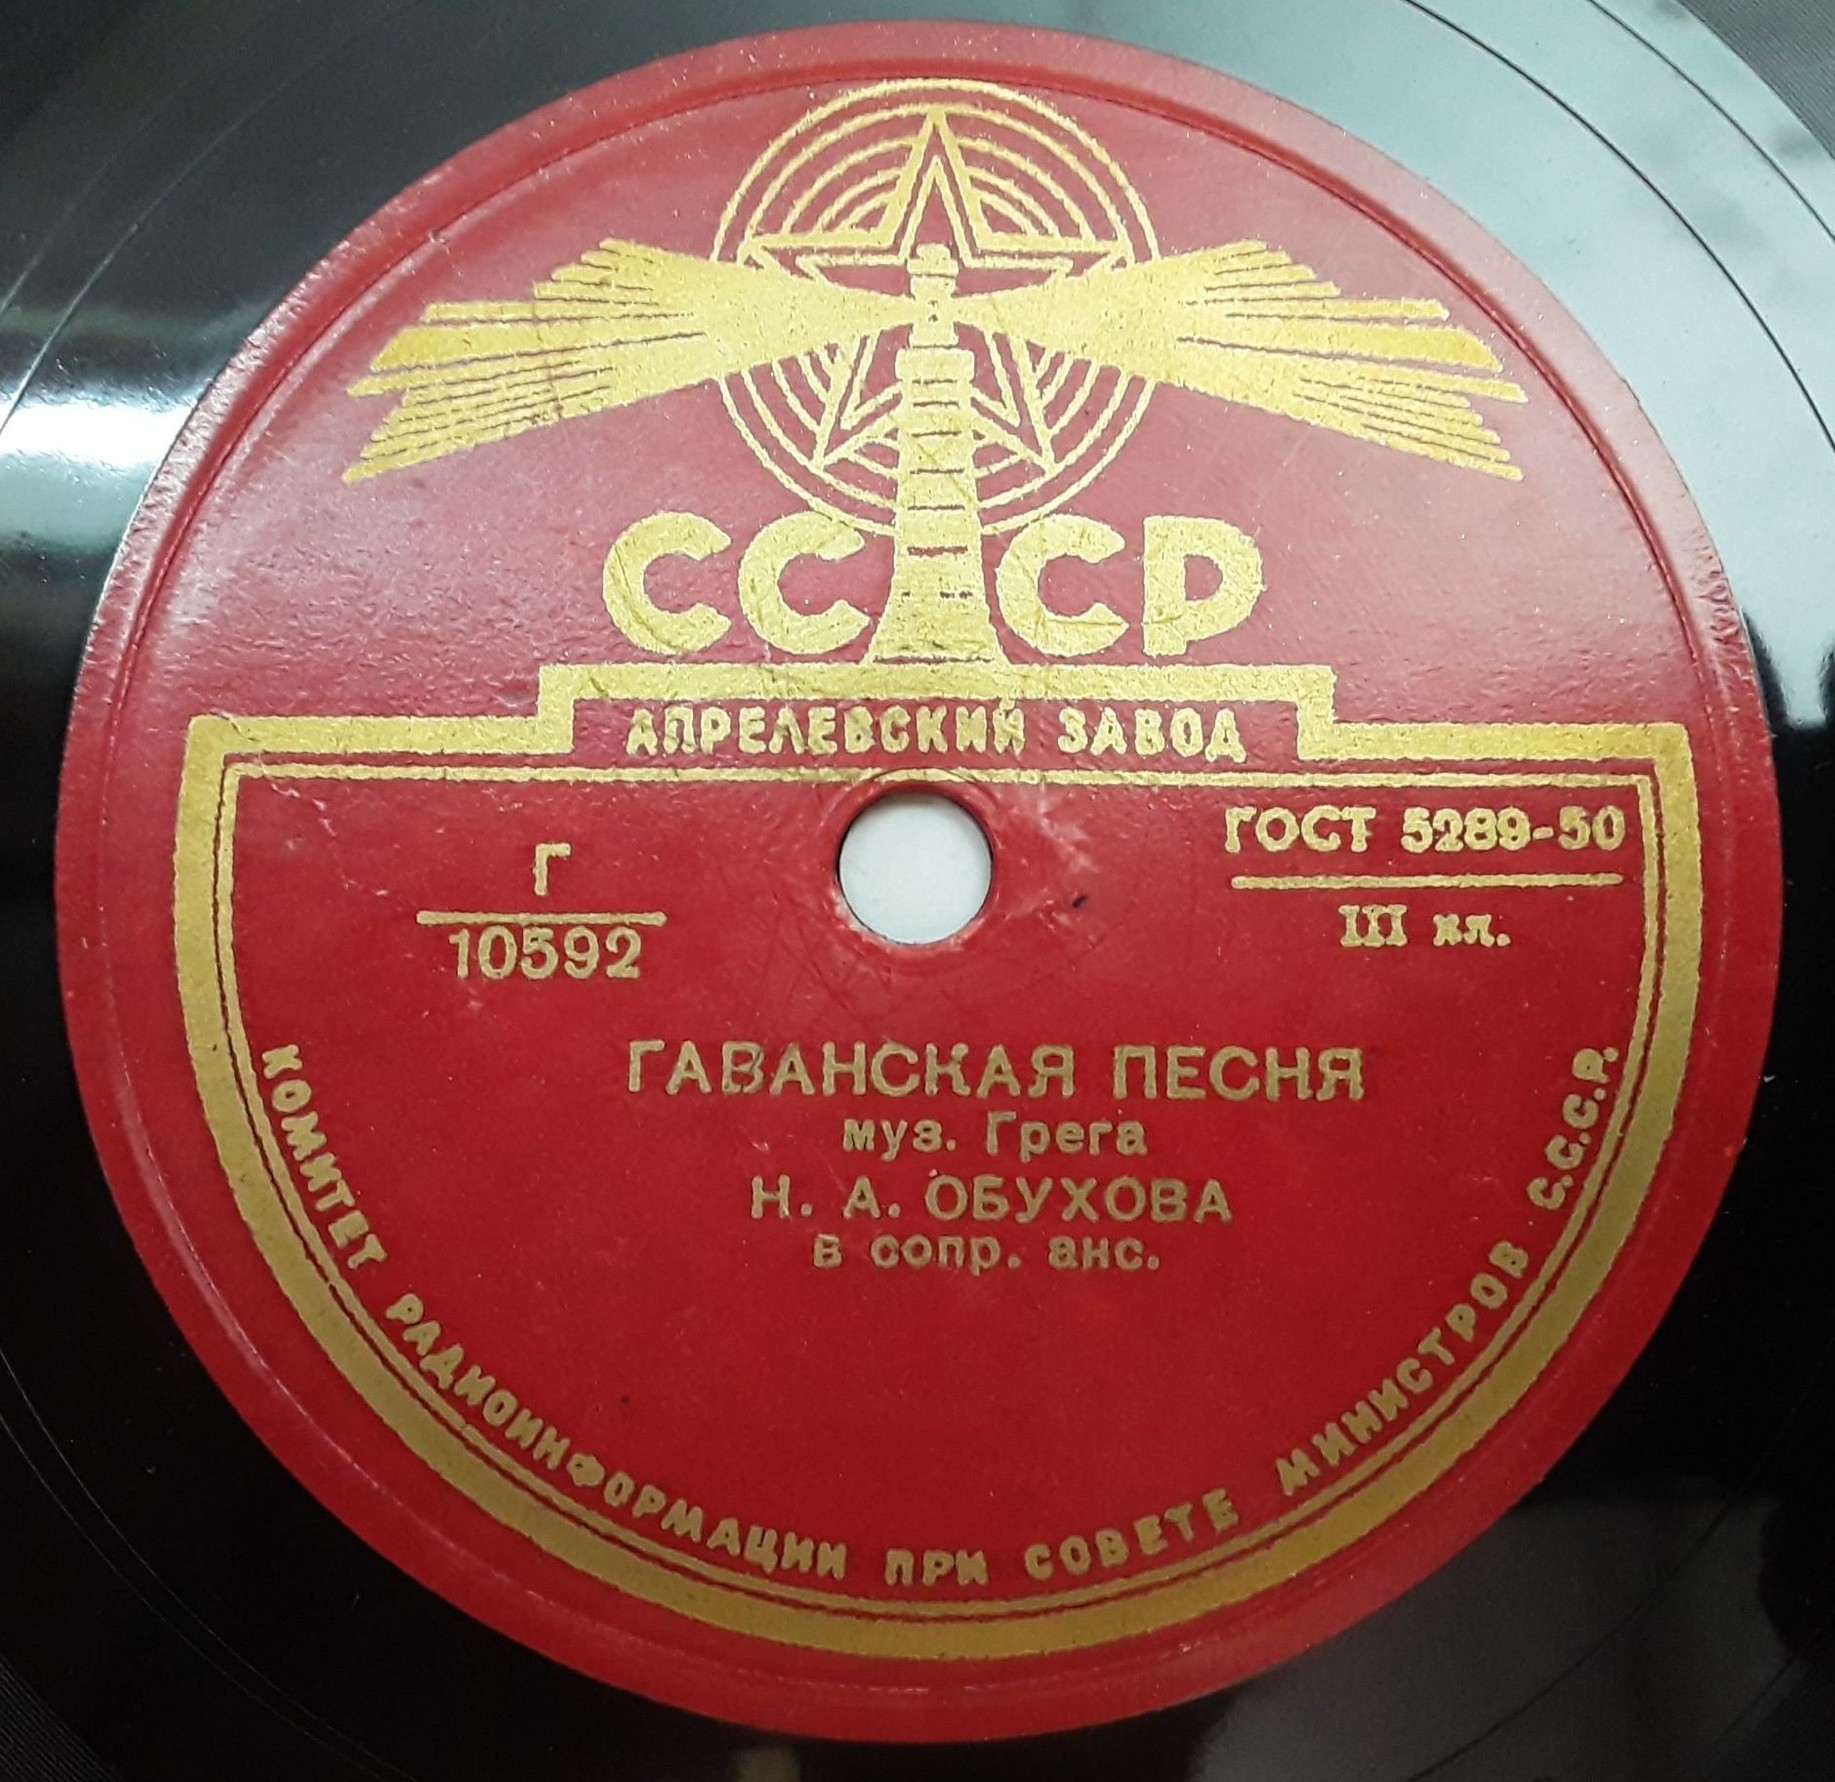 СССР
АПРЕЛЕВСКИЙ ЗАВОД
Г
10592
ГОСТ 5289-50
III кл.
ГАВАНСКАЯ ПЕСНЯ
муз. Грега
Н. А. ОБУХОВА
в сопр. анс.
КОМИТЕТ РАДИОИНФОРМАЦИИ ПРИ СОВЕТЕ МИНИСТРОВ С.С.С.Р.